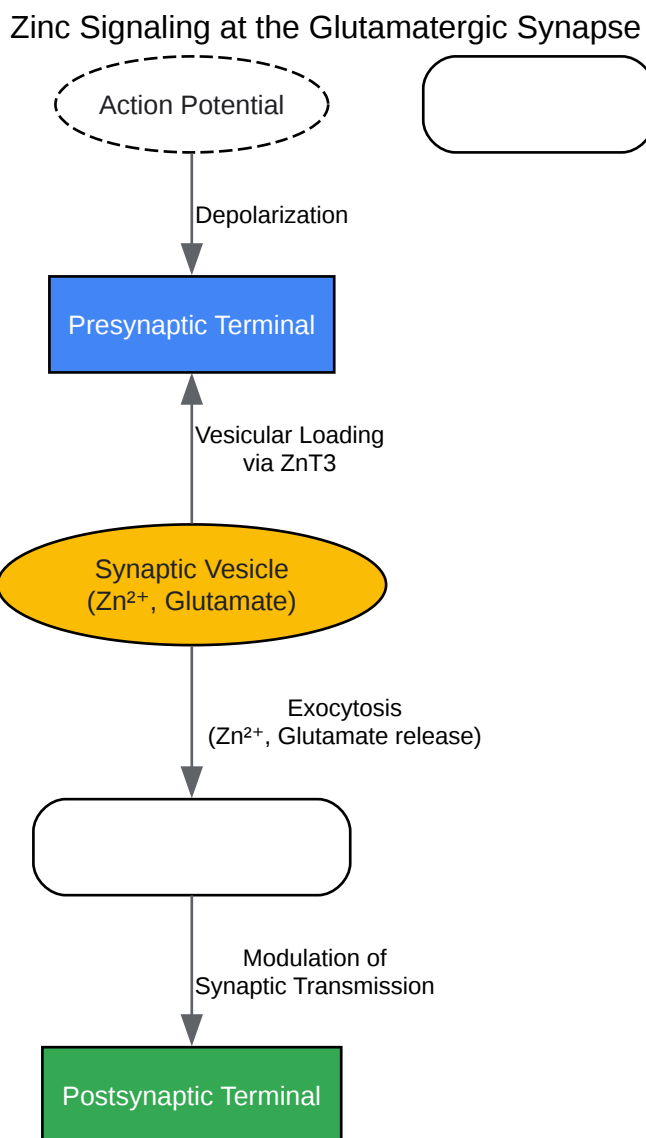 Zinc Signaling at the Glutamatergic Synapse
Action Potential
Depolarization
Presynaptic Terminal
Vesicular Loading
via ZnT3
Synaptic Vesicle
(Zn²⁺, Glutamate)
Exocytosis
(Zn²⁺, Glutamate release)
Modulation of
Synaptic Transmission
Postsynaptic Terminal